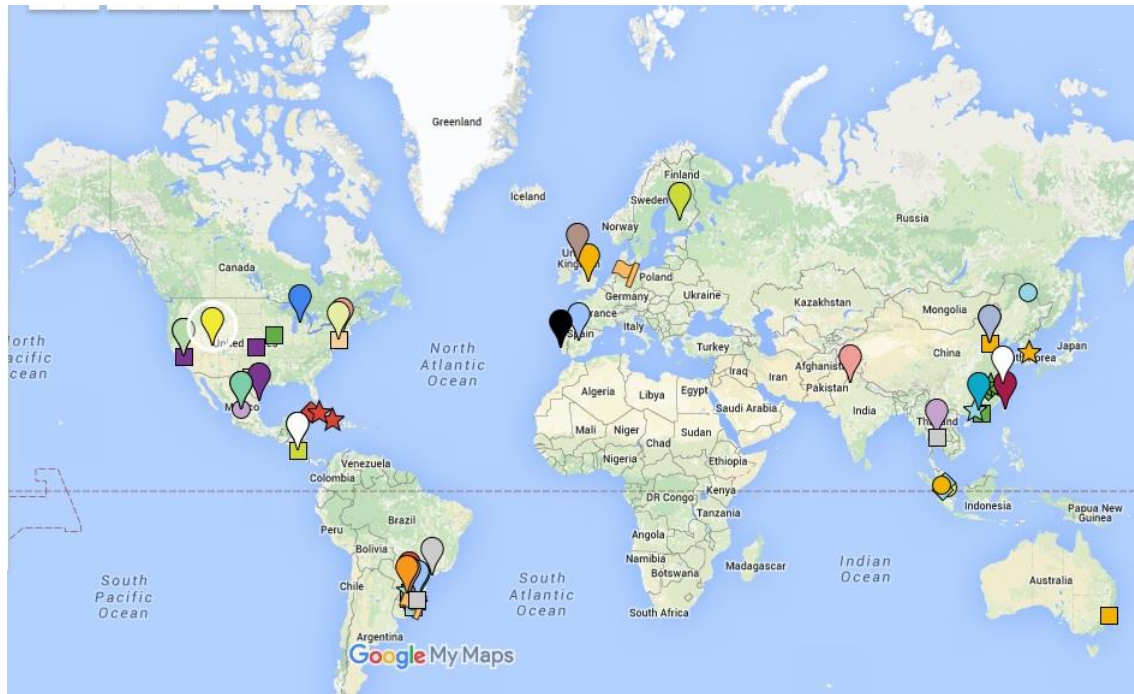 Greenland
Iceland
Finland
Sweden
Norway
Russia
Canada
Poland
Germany
Ukraine
Kazakhstan
Mongolia
Spain
Italy
Turkey
China
Japan
North
Atlantic
Ocean
Algeria
Libya
Egypt
Iraq
Iran
Afghanistan
Pakistan
Saudi Arabia
India
Mali
Niger
Chad
Sudan
Nigeria
Ethiopia
Venezuela
Colombia
DR Congo
Kenya
Tanzania
Indonesia
Papua New
Guinea
Brazil
Peru
Bolivia
Angola
Namibia
Botswana
Madagascar
Indian
Ocean
South
Pacific
Ocean
Chile
South
Atlantic
Ocean
South Africa
Australia
Argentina
Google My Maps